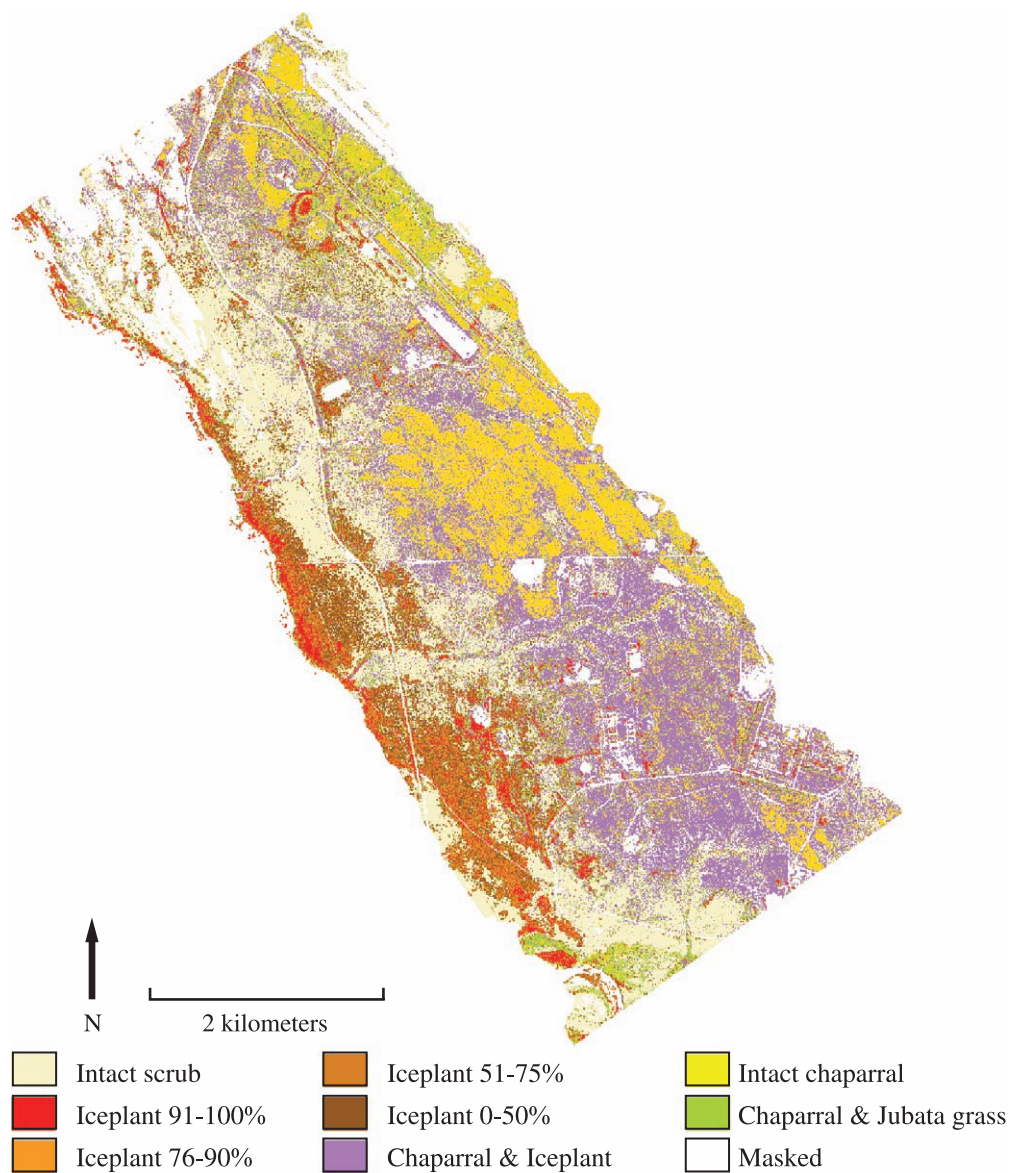 N
2 kilometers
Intact scrub
Iceplant 51-75%
Intact chaparral
Iceplant 91-100%
Iceplant 0-50%
Chaparral & Jubata grass
Iceplant 76-90%
Chaparral & Iceplant
Masked